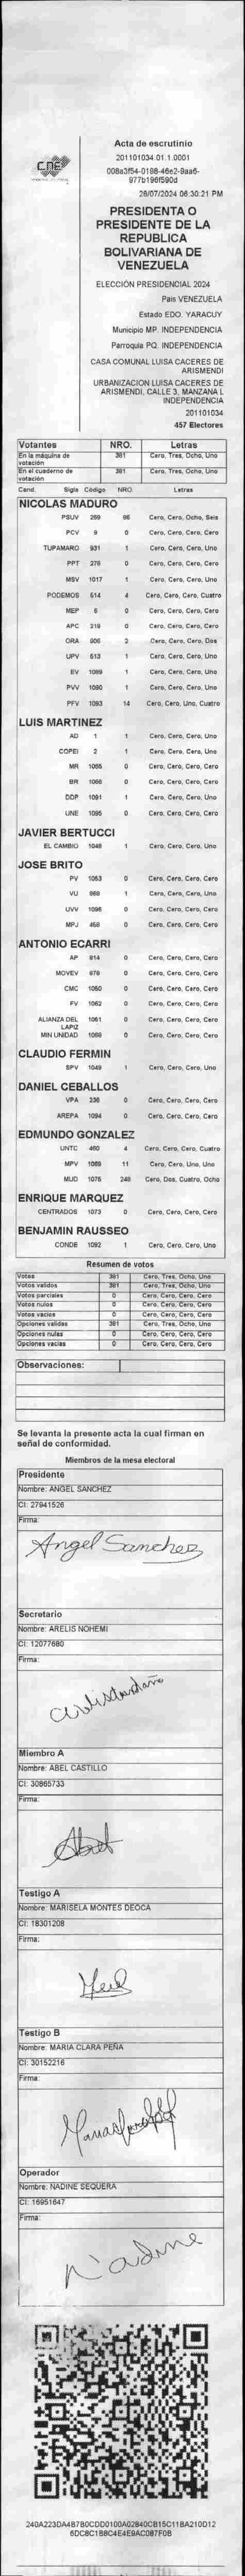 CNE
Acta de escrutinio
201101034.01.1.0001
008a3f54-0198-46e2-9aa6-
977b196f590d
28/07/2024 06:30:21 PM
PRESIDENTA O
PRESIDENTE DE LA
REPUBLICA
BOLIVARIANA DE
VENEZUELA
ELECCIÓN PRESIDENCIAL 2024
Pais VENEZUELA
Estado EDO. YARACUY
Municipio MP. INDEPENDENCIA
Parroquia PQ. INDEPENDENCIA
CASA COMUNAL LUISA CACERES DE
ARISMENDI
URBANIZACION LUISA CACERES DE
ARISMENDI, CALLE 3, MANZANA L
INDEPENDENCIA
201101034
457 Electores
Votantes NRO. Letras
En la máquina de votación 381 Cero, Tres, Ocho, Uno
En el cuaderno de votación 381 Cero, Tres, Ocho, Uno
Cand. Sigla Codigo NRO. Letras
NICOLAS MADURO
PSUV 269 86 Cero, Cero, Ocho, Seis
PCV 9 0 Cero, Cero, Cero, Cero
TUPAMARO 931 1 Cero, Cero, Cero, Uno
PPT 276 0 Cero, Cero, Cero, Cero
MSV 1017 1 Cero, Cero, Cero, Uno
PODEMOS 514 4 Cero, Cero, Cero, Cuatro
MEP 6 0 Cero, Cero, Cero, Cero
APC 219 0 Cero, Cero, Cero, Cero
ORA 906 2 Cero, Cero, Cero, Dos
UPV 613 1 Cero, Cero, Cero, Uno
EV 1089 1 Cero, Cero, Cero, Uno
PVV 1090 1 Cero, Cero, Cero, Uno
PFV 1093 14 Cero, Cero, Uno, Cuatro
LUIS MARTINEZ
AD 1 1 Cero, Cero, Cero, Uno
COPEI 2 1 Cero, Cero, Cero, Uno
MR 1065 0 Cero, Cero, Cero, Cero
BR 1066 0 Cero, Cero, Cero, Cero
DDP 1091 1 Cero, Cero, Cero, Uno
UNE 1095 0 Cero, Cero, Cero, Cero
JAVIER BERTUCCI
EL CAMBIO 1048 1 Cero, Cero, Cero, Uno
JOSE BRITO
PV 1053 0 Cero, Cero, Cero, Cero
VU 969 1 Cero, Cero, Cero, Uno
UVV 1096 0 Cero, Cero, Cero, Cero
MPJ 458 0 Cero, Cero, Cero, Cero
ANTONIO ECARRI
AP 814 0 Cero, Cero, Cero, Cero
MOVEV 978 0 Cero, Cero, Cero, Cero
CMC 1050 0 Cero, Cero, Cero, Cero
FV 1062 0 Cero, Cero, Cero, Cero
ALIANZA DEL LAPIZ 1061 0 Cero, Cero, Cero, Cero
MIN UNIDAD 1069 0 Cero, Cero, Cero, Cero
CLAUDIO FERMIN
SPV 1049 1 Cero, Cero, Cero, Uno
DANIEL CEBALLOS
VPA 236 0 Cero, Cero, Cero, Cero
AREPA 1094 0 Cero, Cero, Cero, Cero
EDMUNDO GONZALEZ
UNTC 460 4 Cero, Cero, Cero, Cuatro
MPV 1069 11 Cero, Cero, Uno, Uno
MUD 1075 248 Cero, Dos, Cuatro, Ocho
ENRIQUE MARQUEZ
CENTRADOS 1073 0 Cero, Cero, Cero, Cero
BENJAMIN RAUSSEO
CONDE 1092 1 Cero, Cero, Cero, Uno
Resumen de votos
Votos 381 Cero, Tres, Ocho, Uno
Votos validos 381 Cero, Tres, Ocho, Uno
Votos parciales 0 Cero, Cero, Cero, Cero
Votos nulos 0 Cero, Cero, Cero, Cero
Votos vacios 0 Cero, Cero, Cero, Cero
Opciones validas 381 Cero, Tres, Ocho, Uno
Opciones nulas 0 Cero, Cero, Cero, Cero
Opciones vacias 0 Cero, Cero, Cero, Cero
Observaciones:
Se levanta la presente acta la cual firman en
señal de conformidad.
Miembros de la mesa electoral
Presidente
Nombre: ANGEL SANCHEZ
CI: 27941526
Firma:
Angel Sanchez
Secretario
Nombre: ARELIS NOHEMI
CI: 12077680
Firma:
Miembro A
Nombre: ABEL CASTILLO
CI: 30865733
Firma:
Abel
Testigo A
Nombre: MARISELA MONTES DEOCA
CI: 18301208
Firma:
Testigo B
Nombre: MARIA CLARA PEÑA
CI: 30152216
Firma:
Operador
Nombre: NADINE SEQUERA
CI: 16951647
Firma:
Nadine
240A223DA4B7B0CDD0100A02840CB15C118A210D12
6DC8C1B8C4E4E9AC087F0B